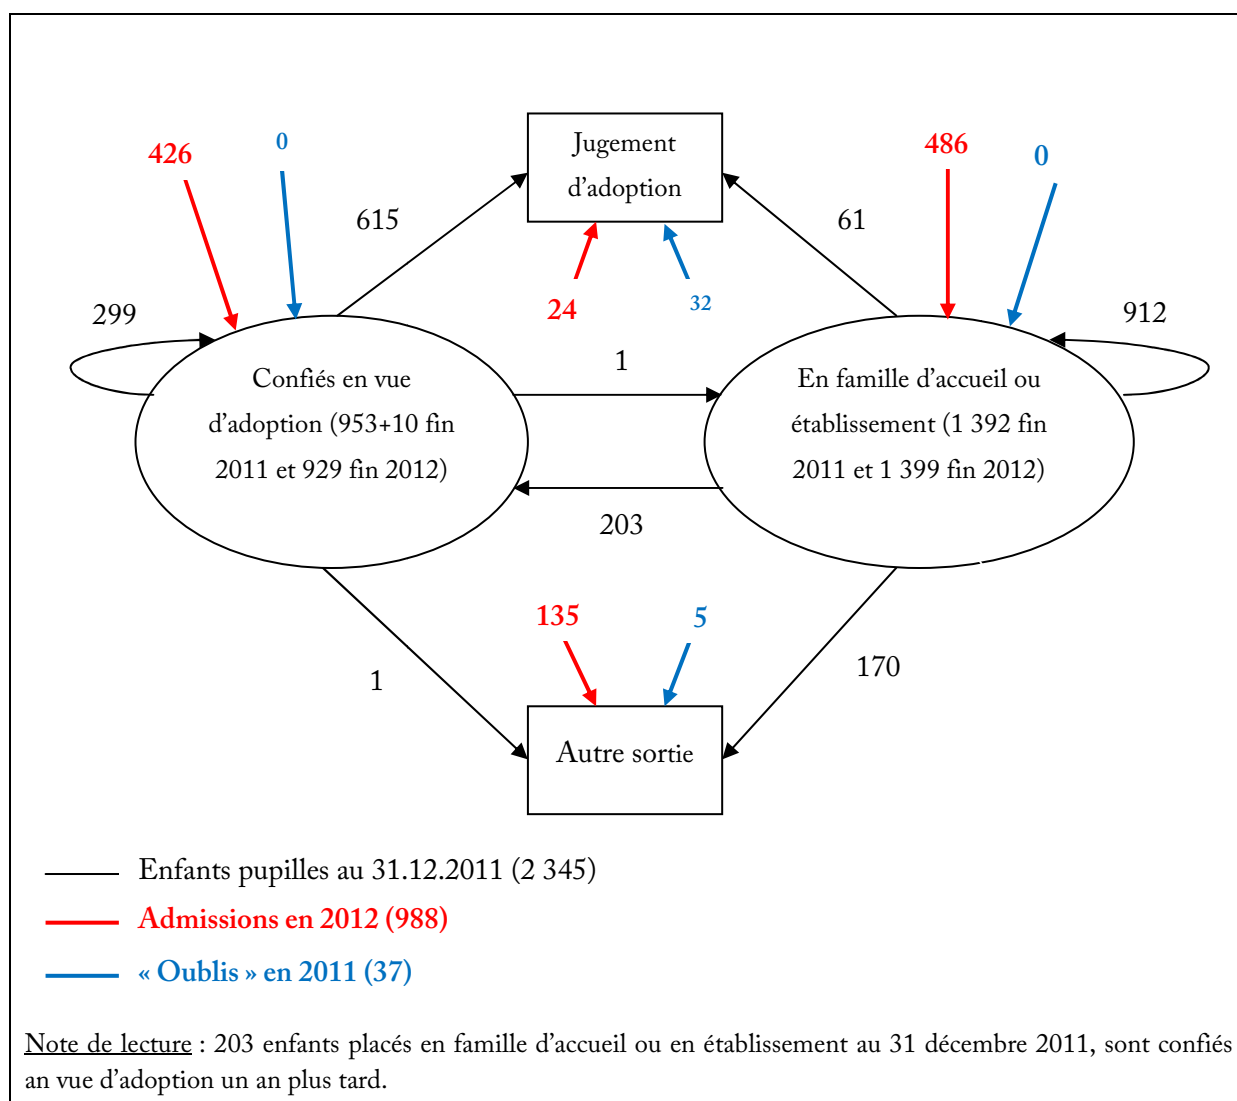 426
0
Jugement
d’adoption
486
0
615
61
24
32
299
912
1
Confiés en vue
d’adoption (953+10 fin
2011 et 929 fin 2012)
En famille d’accueil ou
établissement (1 392 fin
2011 et 1 399 fin 2012)
203
135
5
1
170
Autre sortie
Enfants pupilles au 31.12.2011 (2 345)
Admissions en 2012 (988)
« Oublis » en 2011 (37)
Note de lecture : 203 enfants placés en famille d’accueil ou en établissement au 31 décembre 2011, sont confiés
an vue d’adoption un an plus tard.